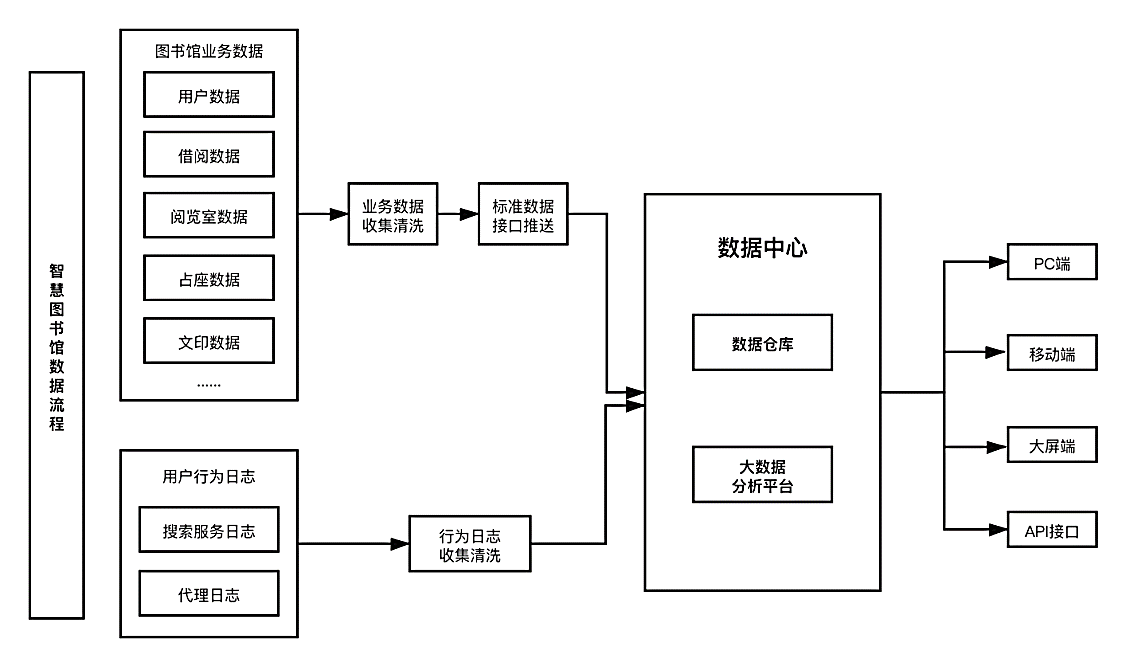 智慧图书馆数据流程
图书馆业务数据
用户数据
借阅数据
阅览室数据
占座数据
文印数据
......
用户行为日志
搜索服务日志
代理日志
业务数据
收集清洗
标准数据
接口推送
行为日志
收集清洗
数据中心
数据仓库
大数据
分析平台
PC端
移动端
大屏端
API接口